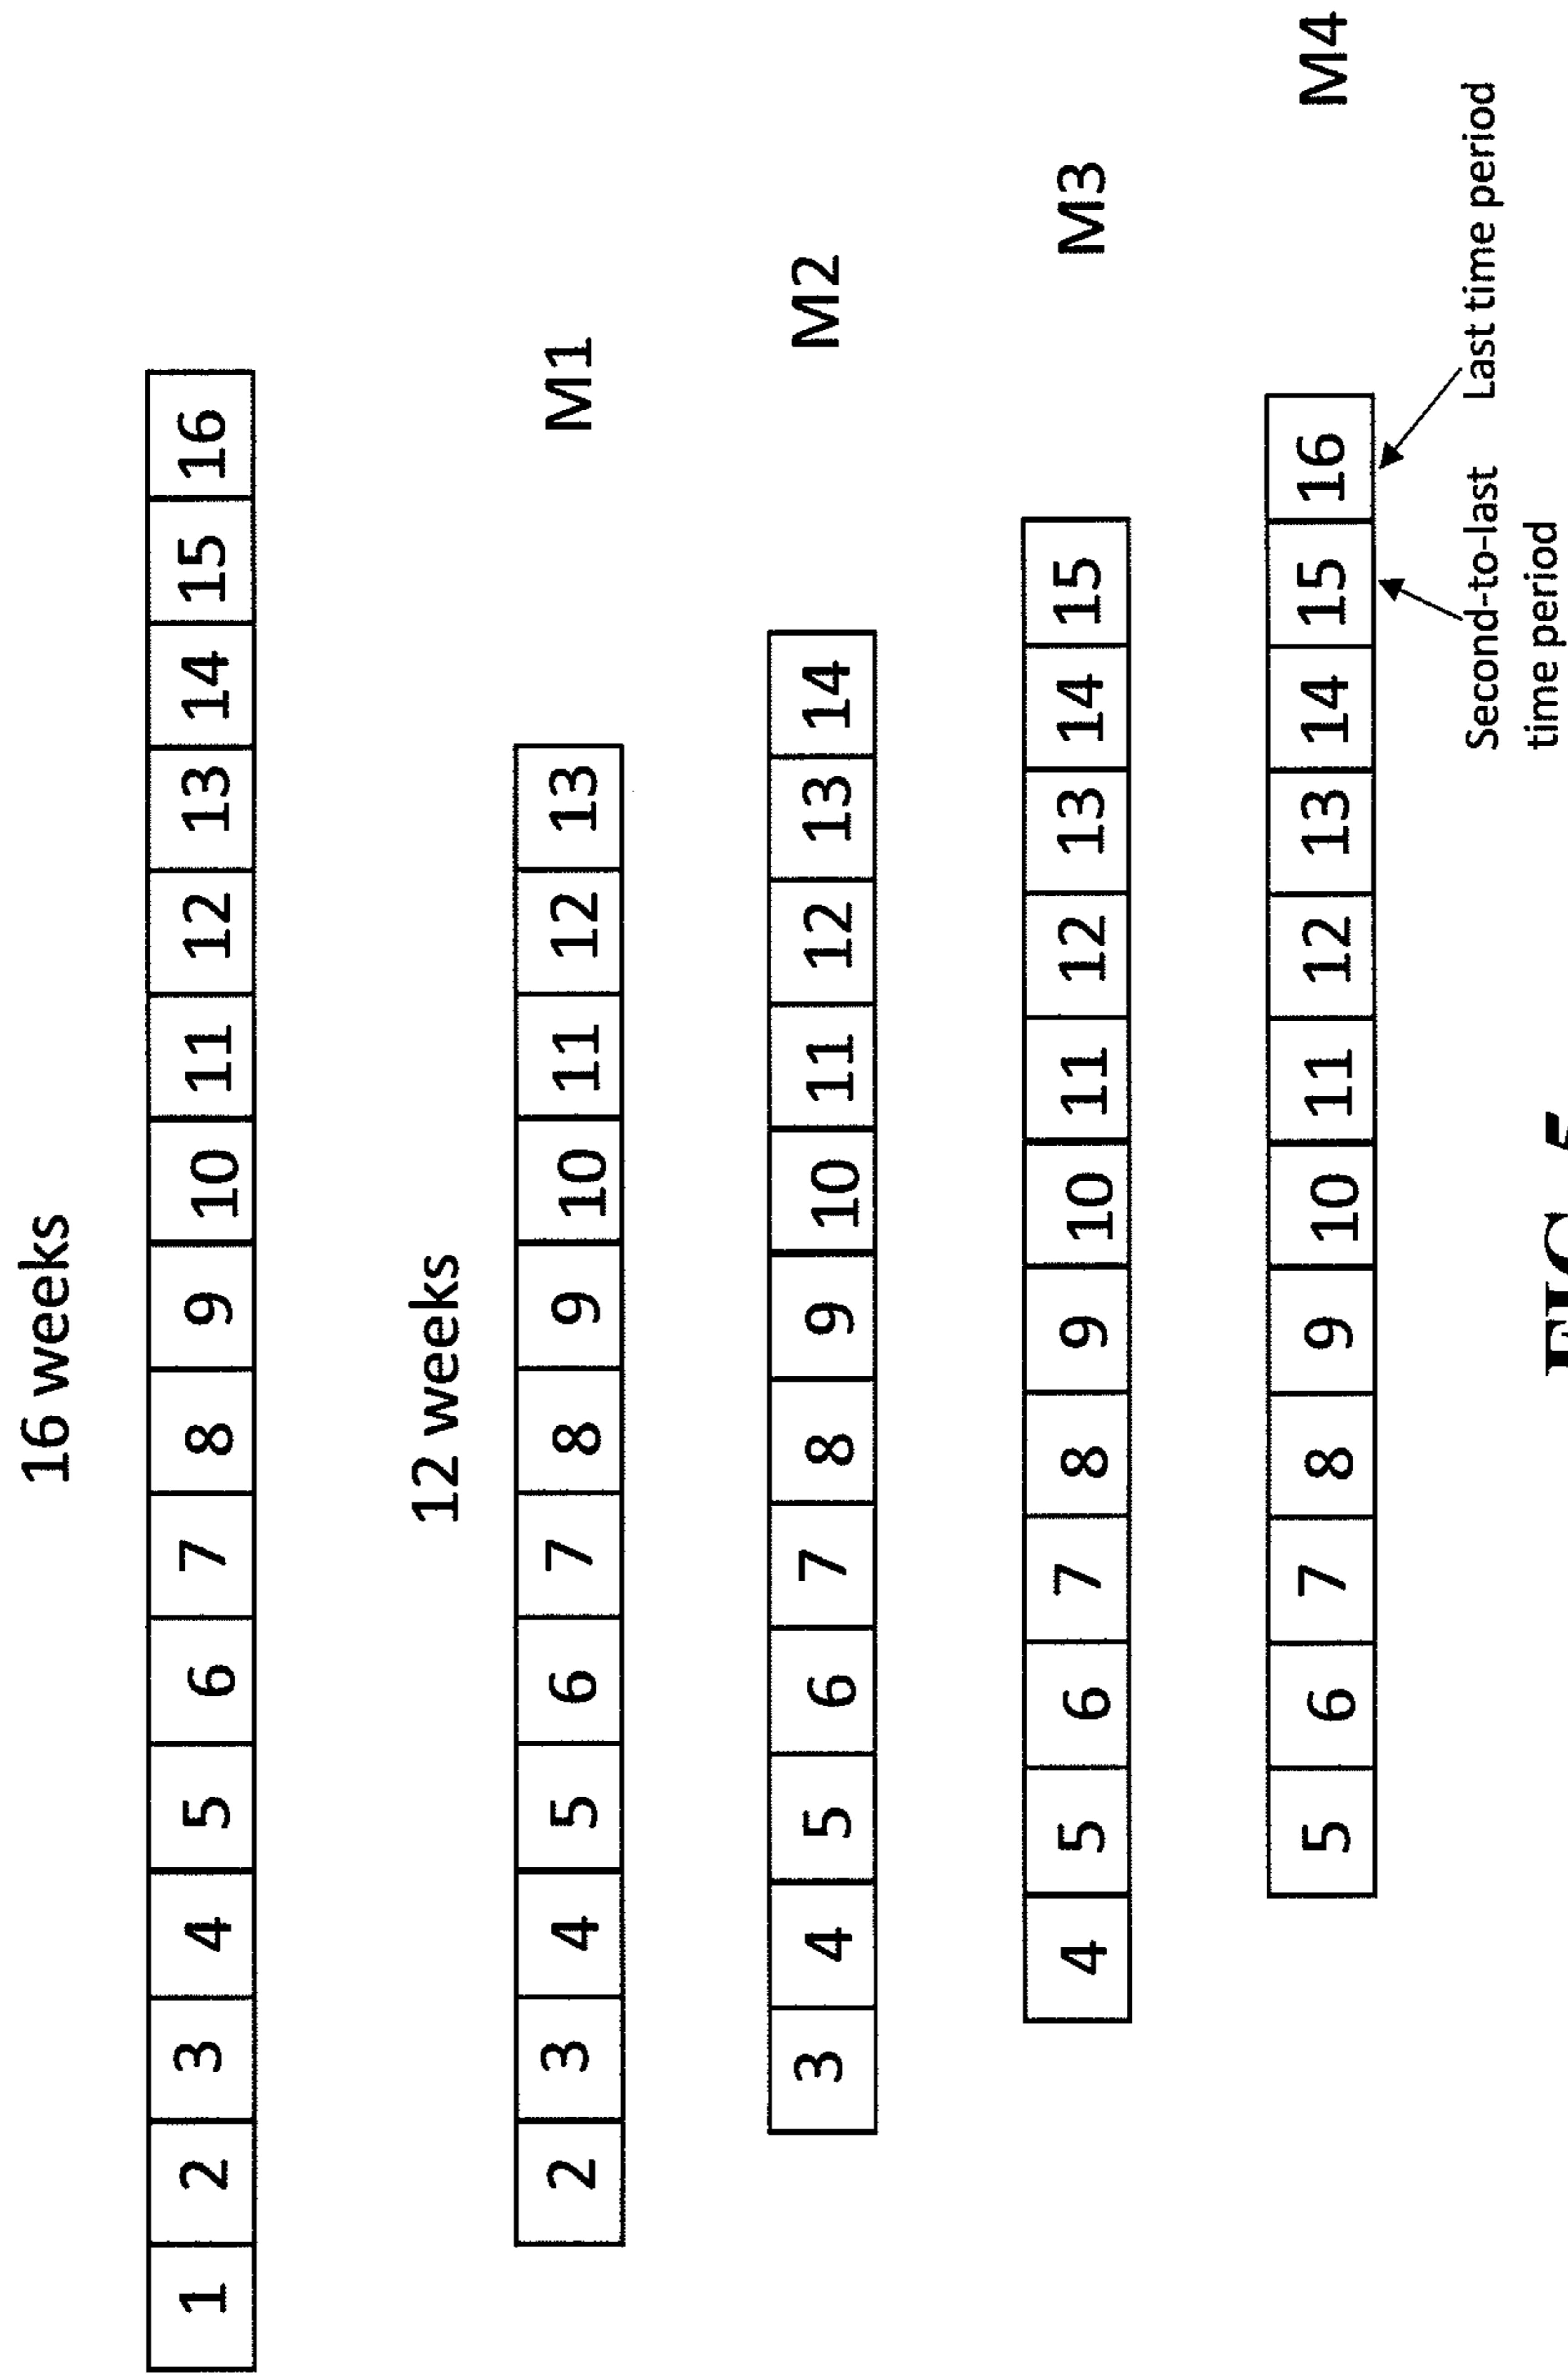 16 weeks
1 2 3 4 5 6 7 8 9 10 11 12 13 14 15 16
12 weeks
2 3 4 5 6 7 8 9 10 11 12 13 M1
3 4 5 6 7 8 9 10 11 12 13 14 M2
4 5 6 7 8 9 10 11 12 13 14 15 M3
5 6 7 8 9 10 11 12 13 14 15 16 M4
Second-to-last
time period
Last time period
FIG. 5